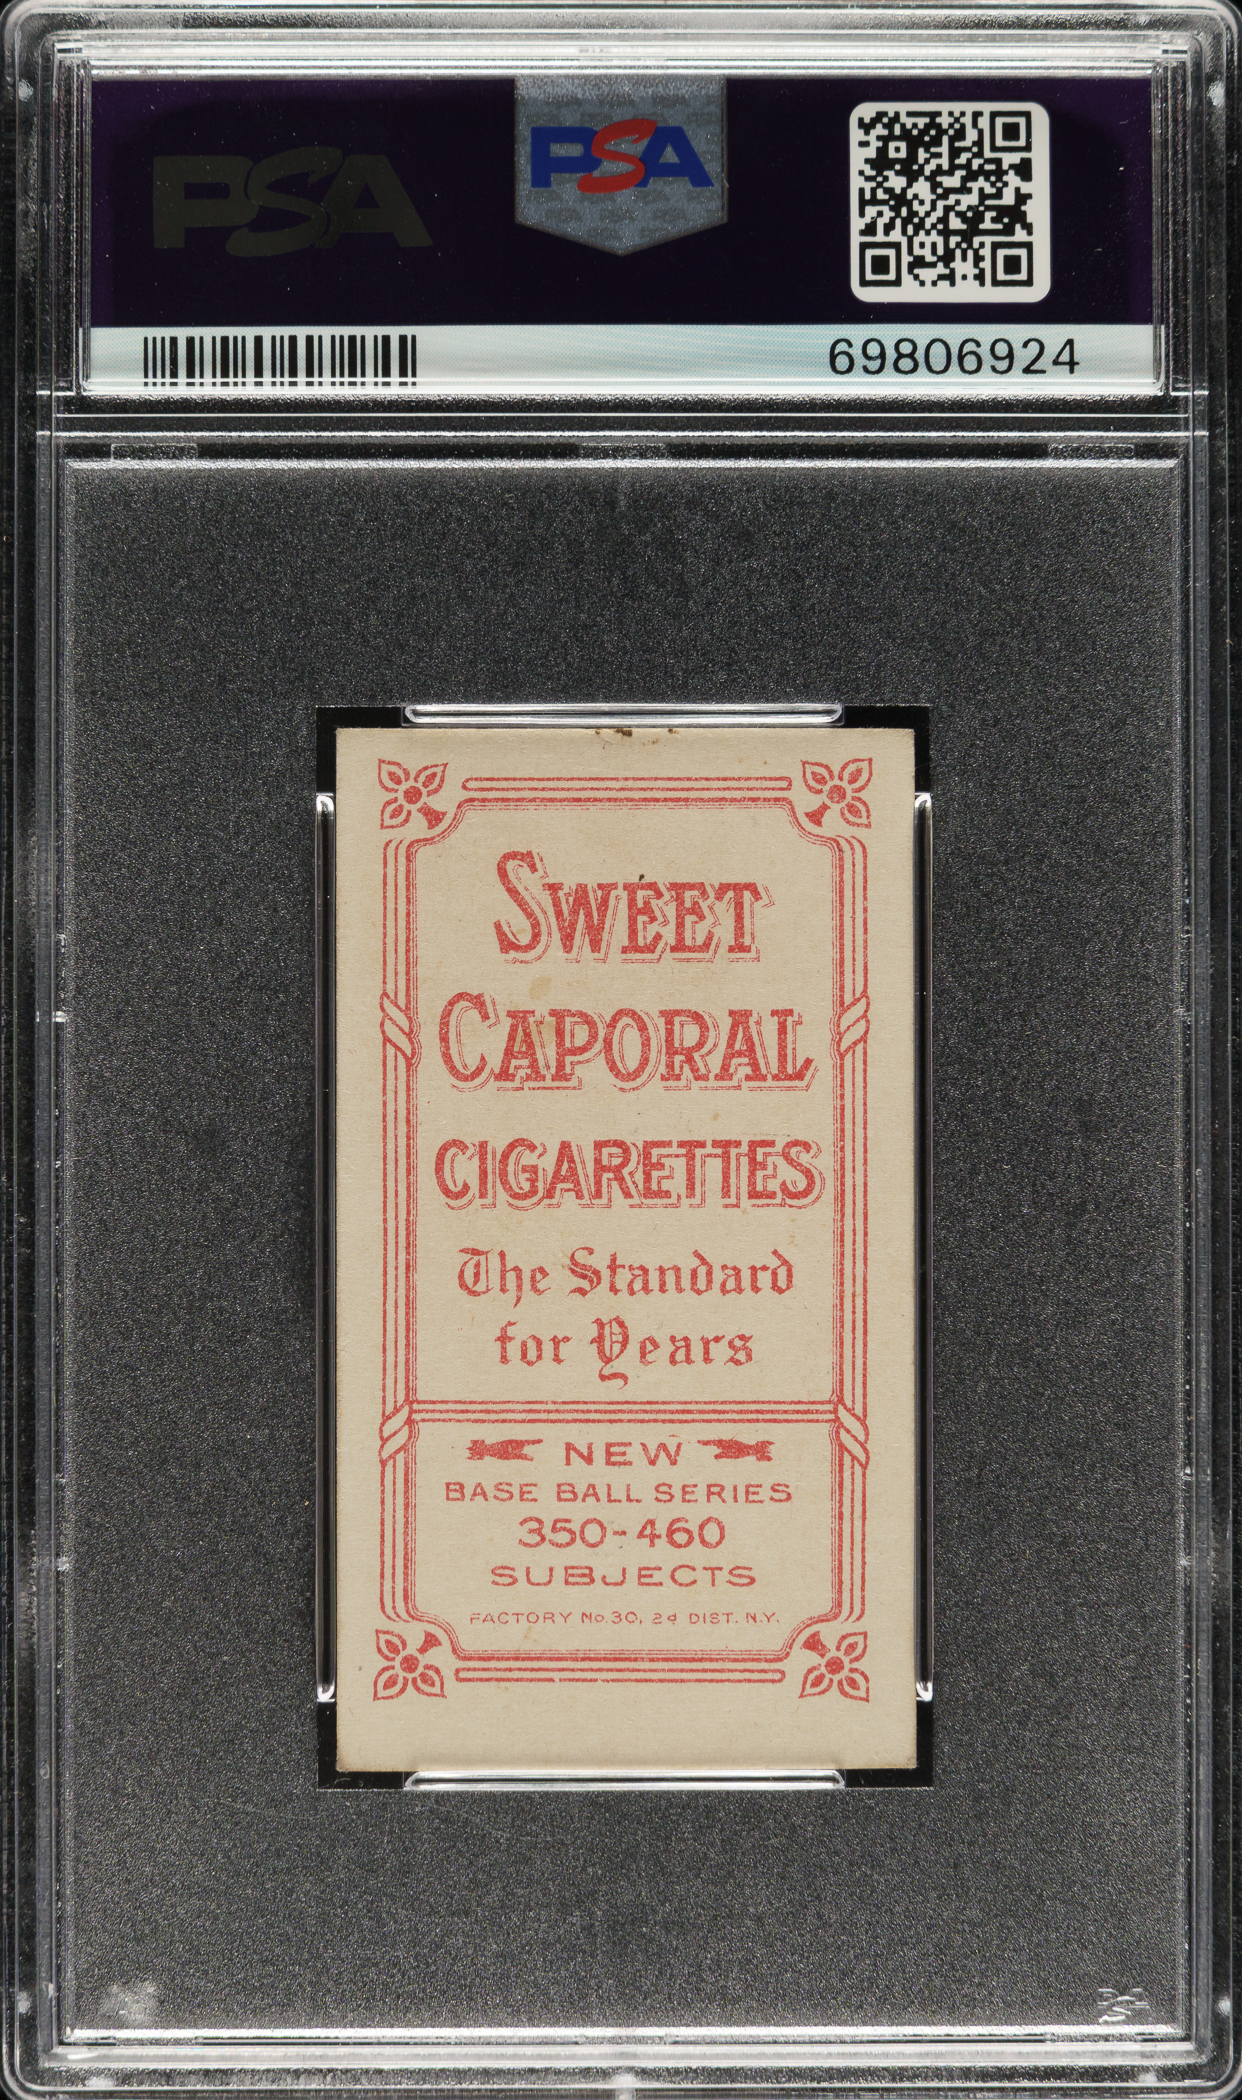 PSA
PSA
69806924
SWEET
CAPORAL
CIGARETTES
The Standard
for Years
NEW
BASE BALL SERIES
350-460
SUBJECTS
FACTORY No. 30, 2d DIST. N.Y.
PSA